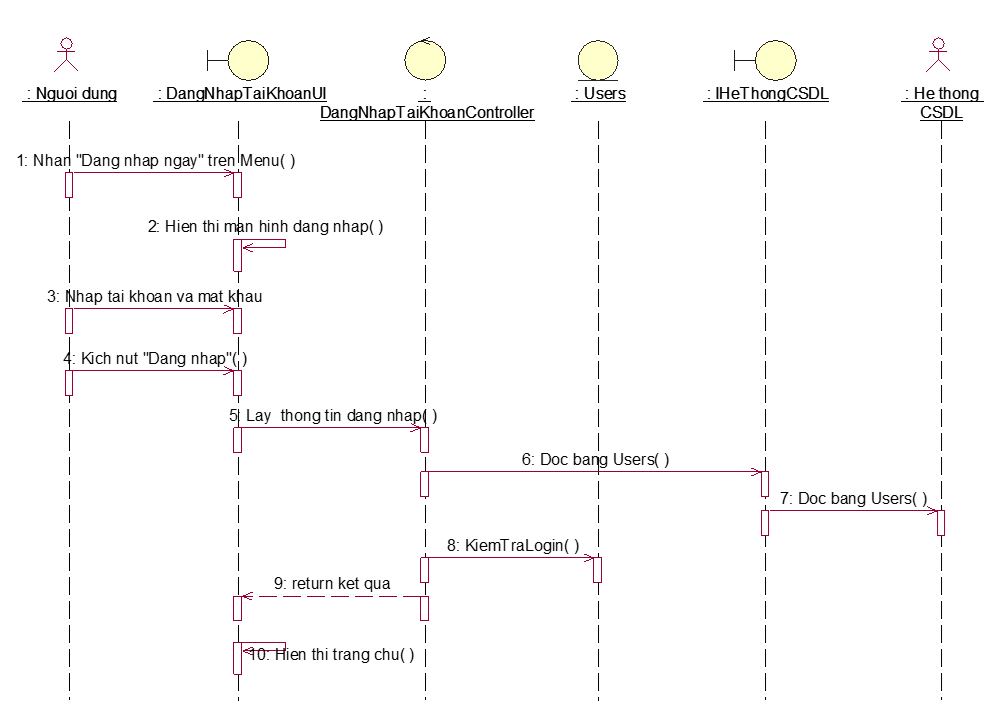 : Nguoi dung
: DangNhapTaiKhoanUI
:
DangNhapTaiKhoanController
: Users
: IHeThongCSDL
: He thong
CSDL
1: Nhan "Dang nhap ngay" tren Menu( )
2: Hien thi man hinh dang nhap( )
3: Nhap tai khoan va mat khau
4: Kich nut "Dang nhap"( )
5: Lay  thong tin dang nhap( )
6: Doc bang Users( )
7: Doc bang Users( )
8: KiemTraLogin( )
9: return ket qua
10: Hien thi trang chu( )